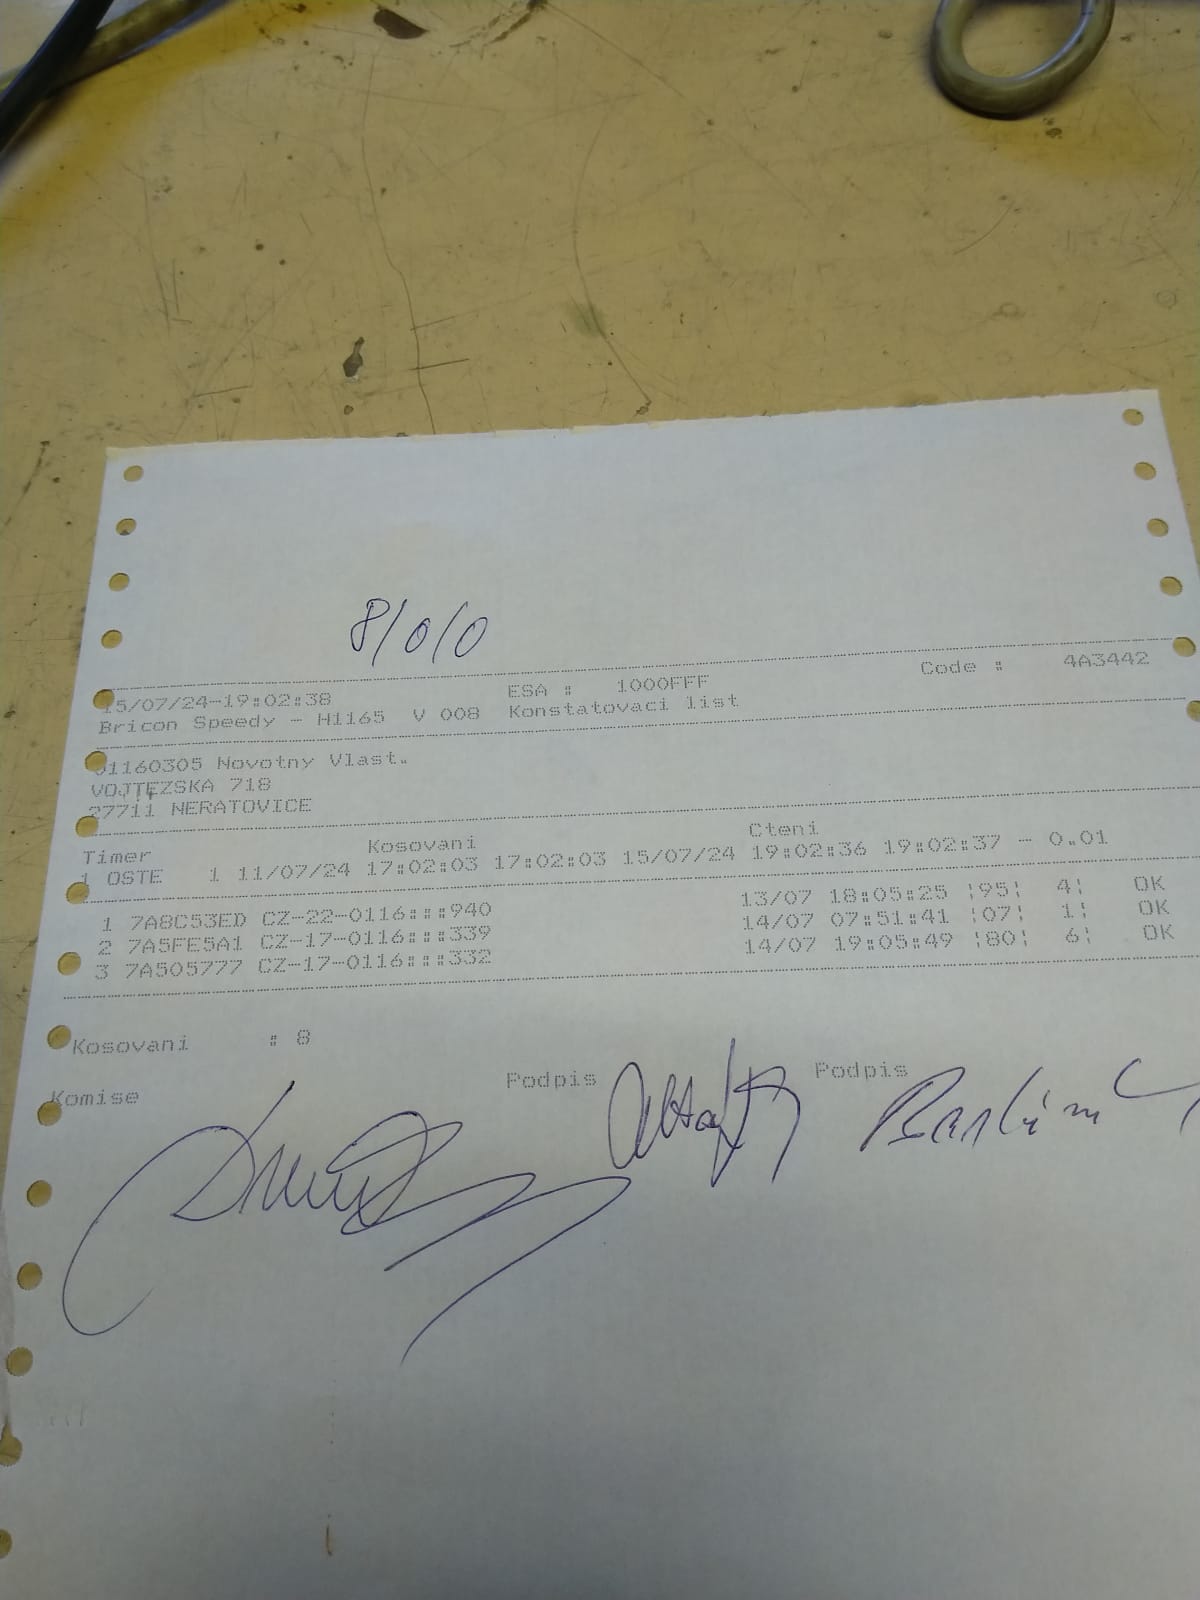 8/0/0
15/07/24-19:02:38 ESA : 1000FFF Code : 4A3442
Bricon Speedy - H1165 V 008 Konstatovaci list
01160305 Novotny Vlast.
VOJTEZSKA 718
27711 NERATOVICE
Timer Kosovani Cteni
1 OSTE 1 11/07/24 17:02:03 17:02:03 15/07/24 19:02:36 19:02:37 - 0.01
1 7A8C53ED CZ-22-0116:::940 13/07 18:05:25 ¦95¦ 4¦ OK
2 7A5FE5A1 CZ-17-0116:::339 14/07 07:51:41 ¦07¦ 1¦ OK
3 7A505777 CZ-17-0116:::332 14/07 19:05:49 ¦80¦ 6¦ OK
Kosovani : 8
Komise Podpis Podpis